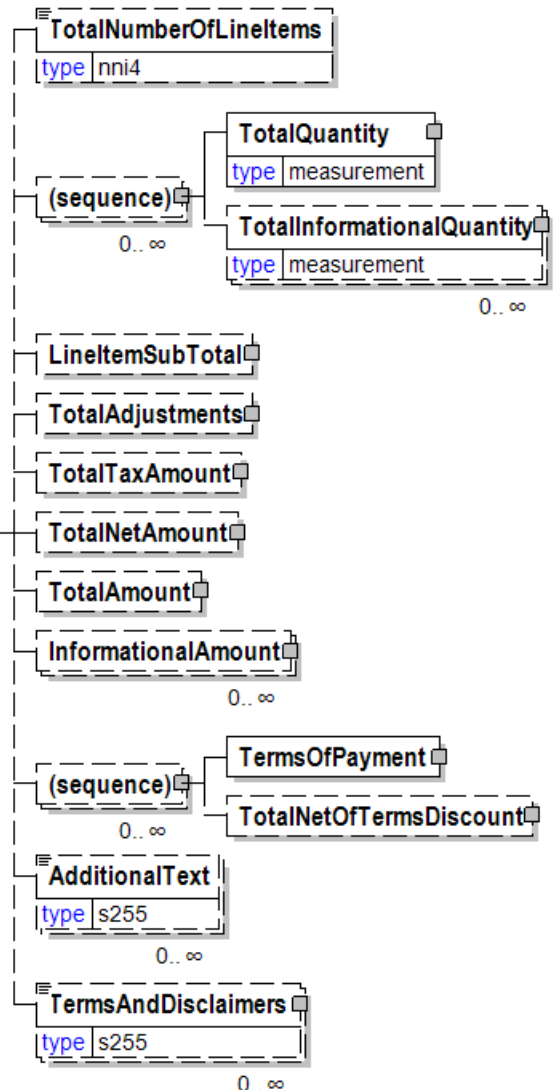 TotalNumberOfLineItems
type nni4
TotalQuantity
type measurement
(sequence)
0.. ∞
TotalInformationalQuantity
type measurement
0.. ∞
LineItemSubTotal
TotalAdjustments
TotalTaxAmount
TotalNetAmount
TotalAmount
InformationalAmount
0.. ∞
TermsOfPayment
(sequence)
0.. ∞
TotalNetOfTermsDiscount
AdditionalText
type s255
0.. ∞
TermsAndDisclaimers
type s255
0.. ∞